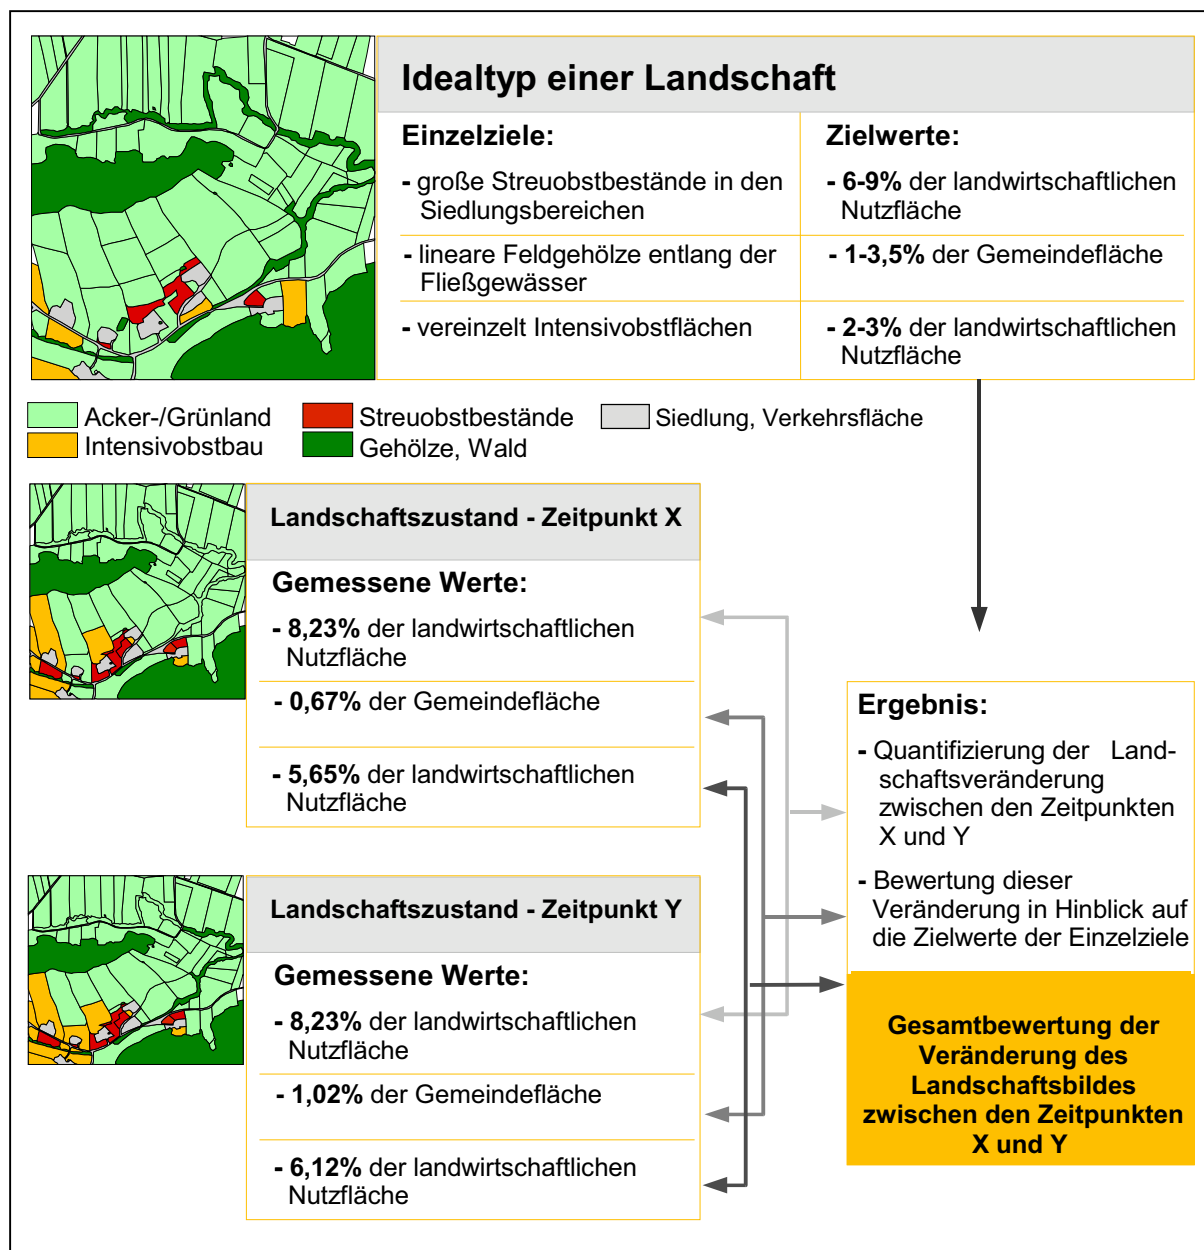 Idealtyp einer Landschaft
Einzelziele:
- große Streuobstbestände in den
Siedlungsbereichen
- lineare Feldgehölze entlang der
Fließgewässer
- vereinzelt Intensivobstflächen
Zielwerte:
- 6-9% der landwirtschaftlichen
Nutzfläche
- 1-3,5% der Gemeindefläche
- 2-3% der landwirtschaftlichen
Nutzfläche
Acker-/Grünland
Intensivobstbau
Streuobstbestände
Gehölze, Wald
Siedlung, Verkehrsfläche
Landschaftszustand - Zeitpunkt X
Gemessene Werte:
- 8,23% der landwirtschaftlichen
Nutzfläche
- 0,67% der Gemeindefläche
- 5,65% der landwirtschaftlichen
Nutzfläche
Landschaftszustand - Zeitpunkt Y
Gemessene Werte:
- 8,23% der landwirtschaftlichen
Nutzfläche
- 1,02% der Gemeindefläche
- 6,12% der landwirtschaftlichen
Nutzfläche
Ergebnis:
- Quantifizierung der Land-
schaftsveränderung
zwischen den Zeitpunkten
X und Y
- Bewertung dieser
Veränderung in Hinblick auf
die Zielwerte der Einzelziele
Gesamtbewertung der
Veränderung des
Landschaftsbildes
zwischen den Zeitpunkten
X und Y